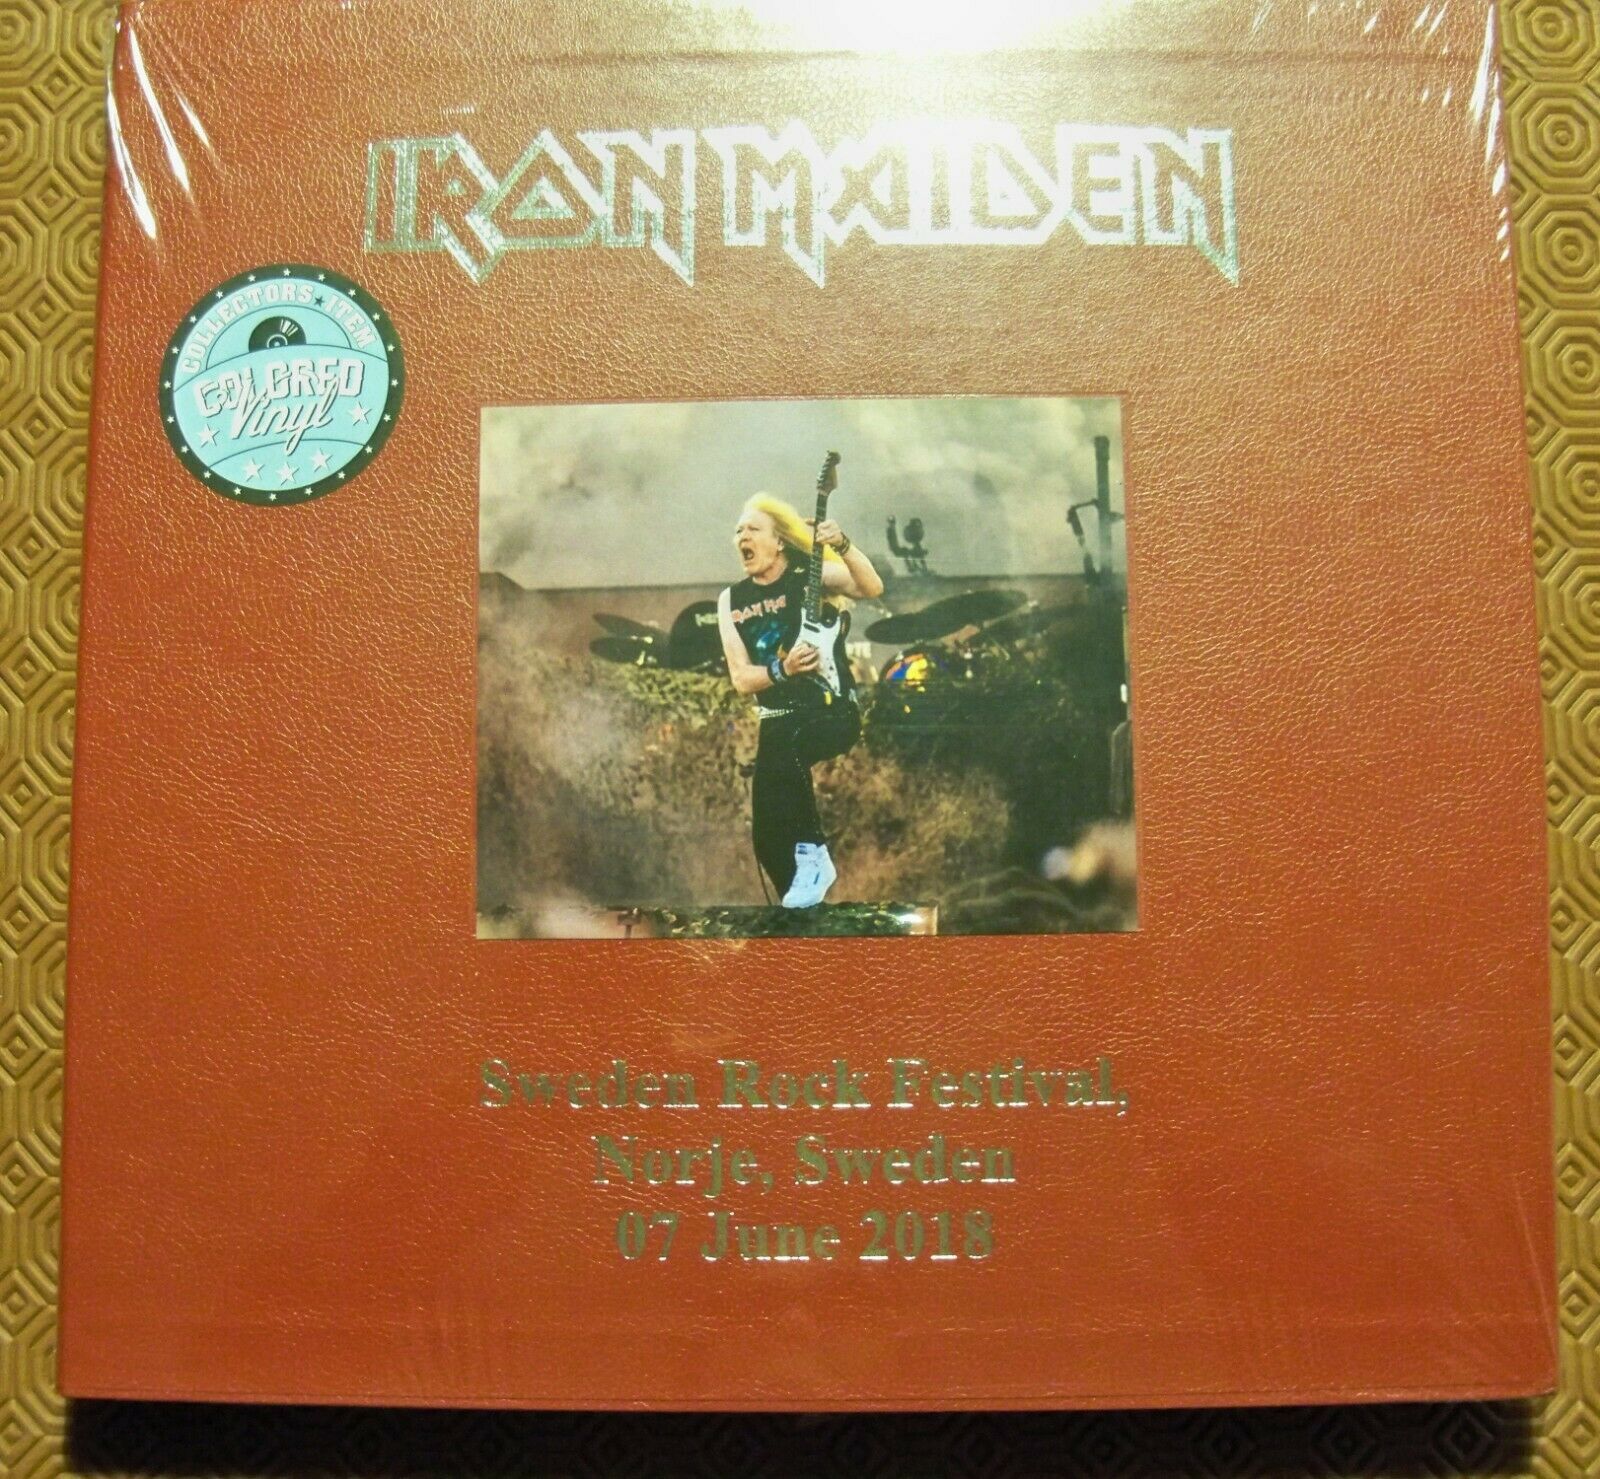 IRON MAIDEN
COLLECTORS ★ ITEM
COLORED
Vinyl
Sweden Rock Festival,
Norje, Sweden
07 June 2018